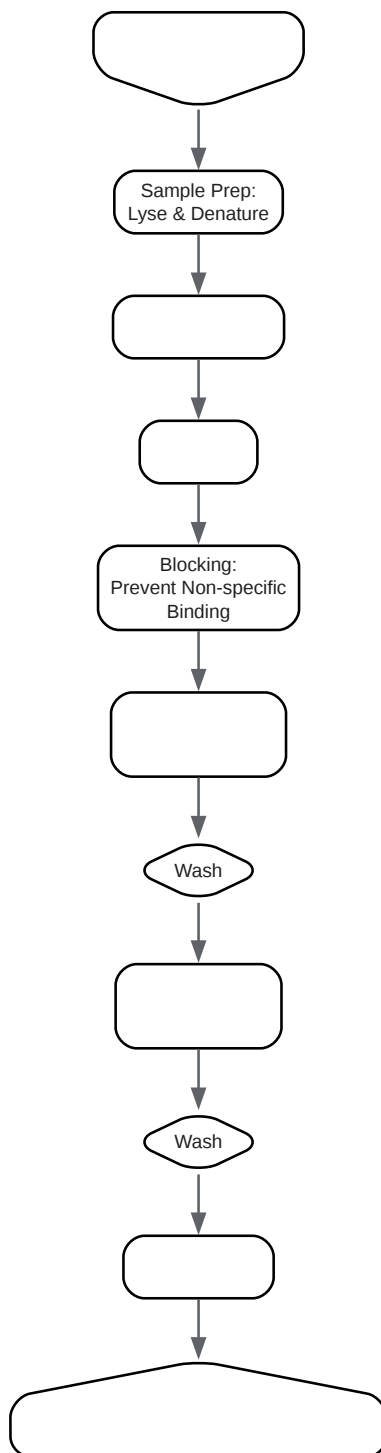 Sample Prep:
Lyse & Denature
Blocking:
Prevent Non-specific
Binding
Wash
Wash